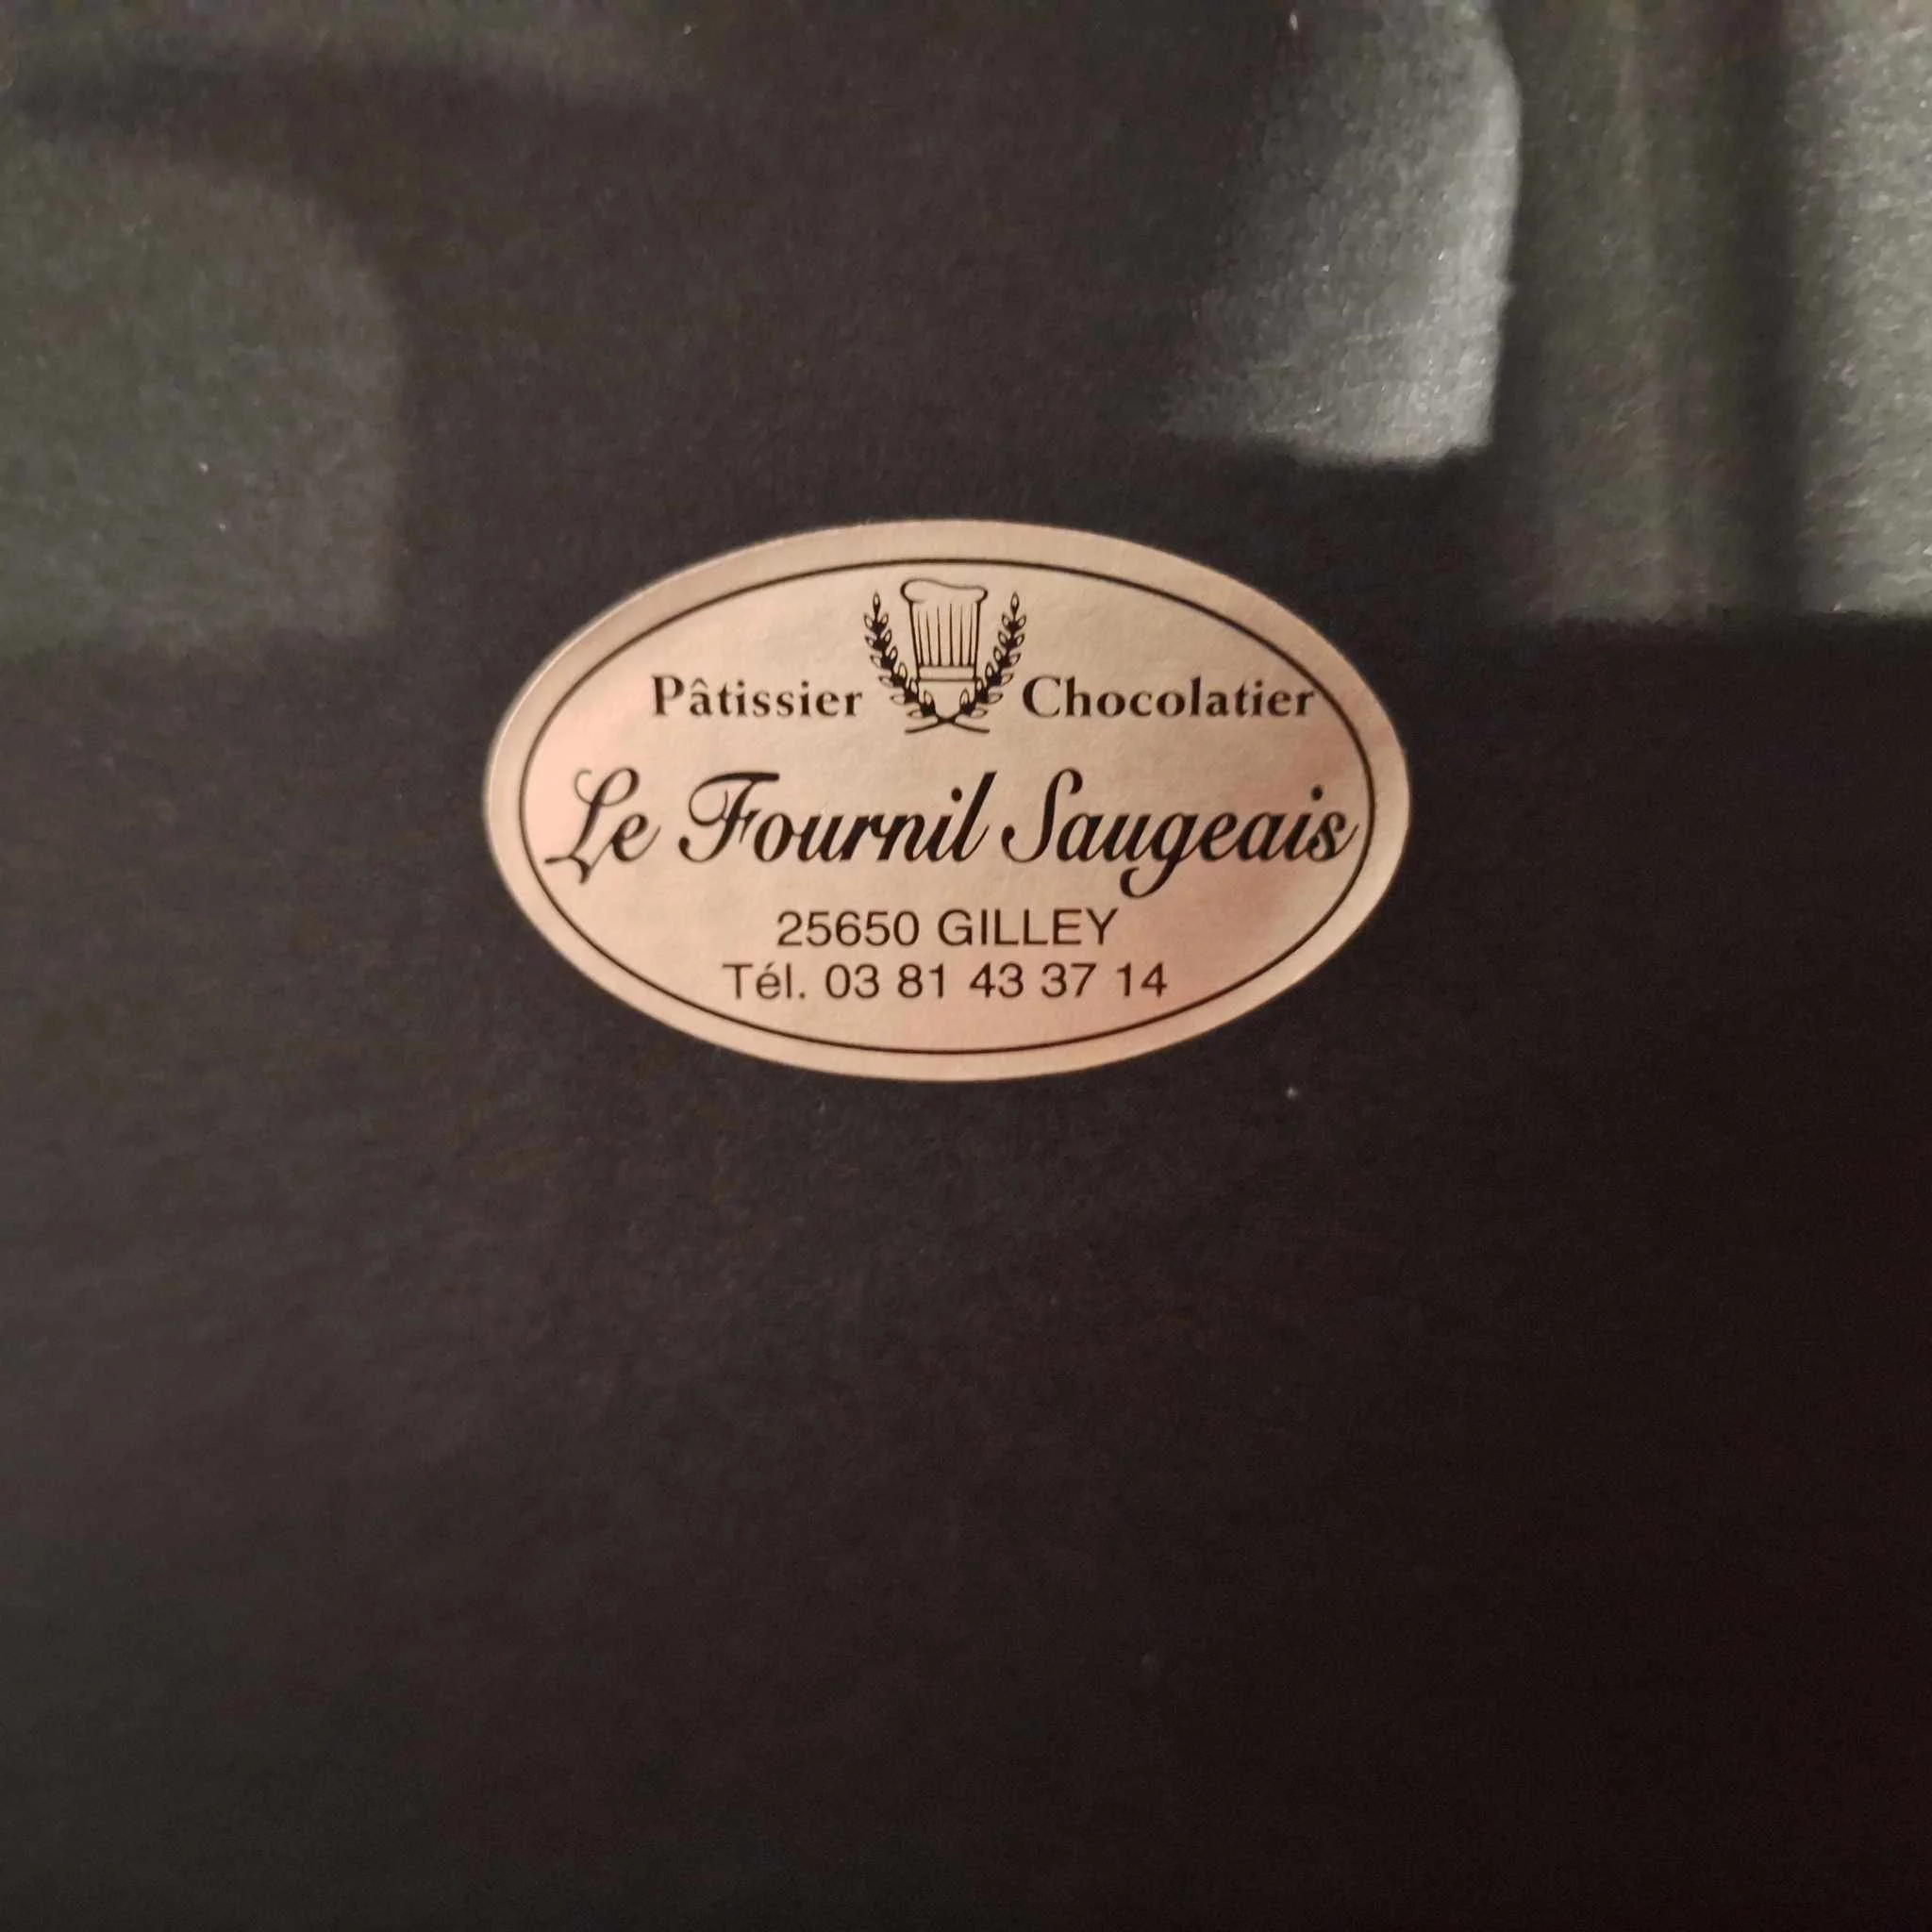 Pâtissier Chocolatier
Le Fournil Saugeais
25650 GILLEY
Tél. 03 81 43 37 14